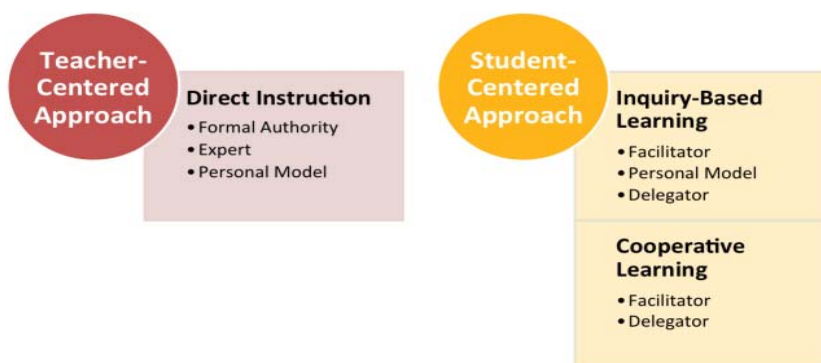 Teacher-
Centered
Approach
Direct Instruction
• Formal Authority
• Expert
• Personal Model
Student-
Centered
Approach
Inquiry-Based
Learning
• Facilitator
• Personal Model
• Delegator
Cooperative
Learning
• Facilitator
• Delegator